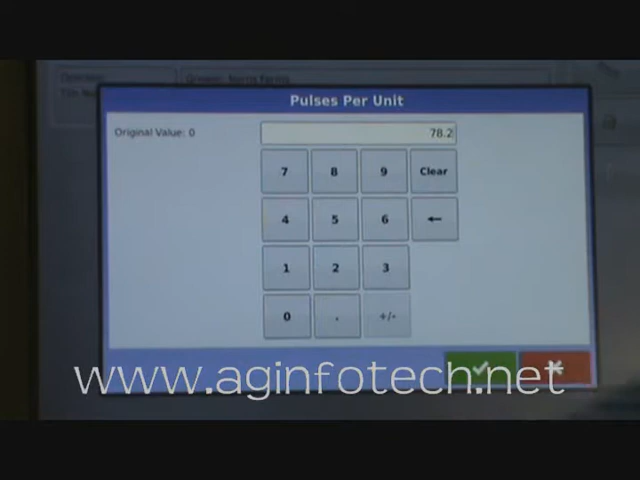 Pulses Per Unit
Original Value: 0
78.2
7 8 9 Clear
4 5 6 ←
1 2 3
0 . +/-
www.aginfotech.net